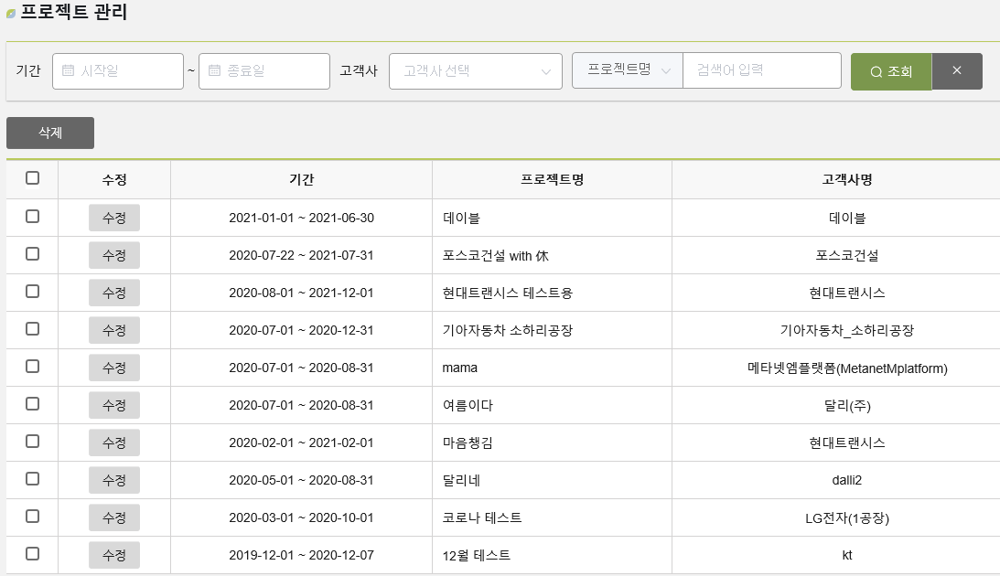 프로젝트 관리
기간 시작일 ~ 종료일 고객사 고객사 선택 프로젝트명 검색어 입력 조회 ×
삭제
수정 기간 프로젝트명 고객사명
수정 2021-01-01 ~ 2021-06-30 데이블 데이블
수정 2020-07-22 ~ 2021-07-31 포스코건설 with 休 포스코건설
수정 2020-08-01 ~ 2021-12-01 현대트랜시스 테스트용 현대트랜시스
수정 2020-07-01 ~ 2020-12-31 기아자동차 소하리공장 기아자동차_소하리공장
수정 2020-07-01 ~ 2020-08-31 mama 메타넷엠플랫폼(MetanetMplatform)
수정 2020-07-01 ~ 2020-08-31 여름이다 달리(주)
수정 2020-02-01 ~ 2021-02-01 마음챙김 현대트랜시스
수정 2020-05-01 ~ 2020-08-31 달리네 dalli2
수정 2020-03-01 ~ 2020-10-01 코로나 테스트 LG전자(1공장)
수정 2019-12-01 ~ 2020-12-07 12월 테스트 kt